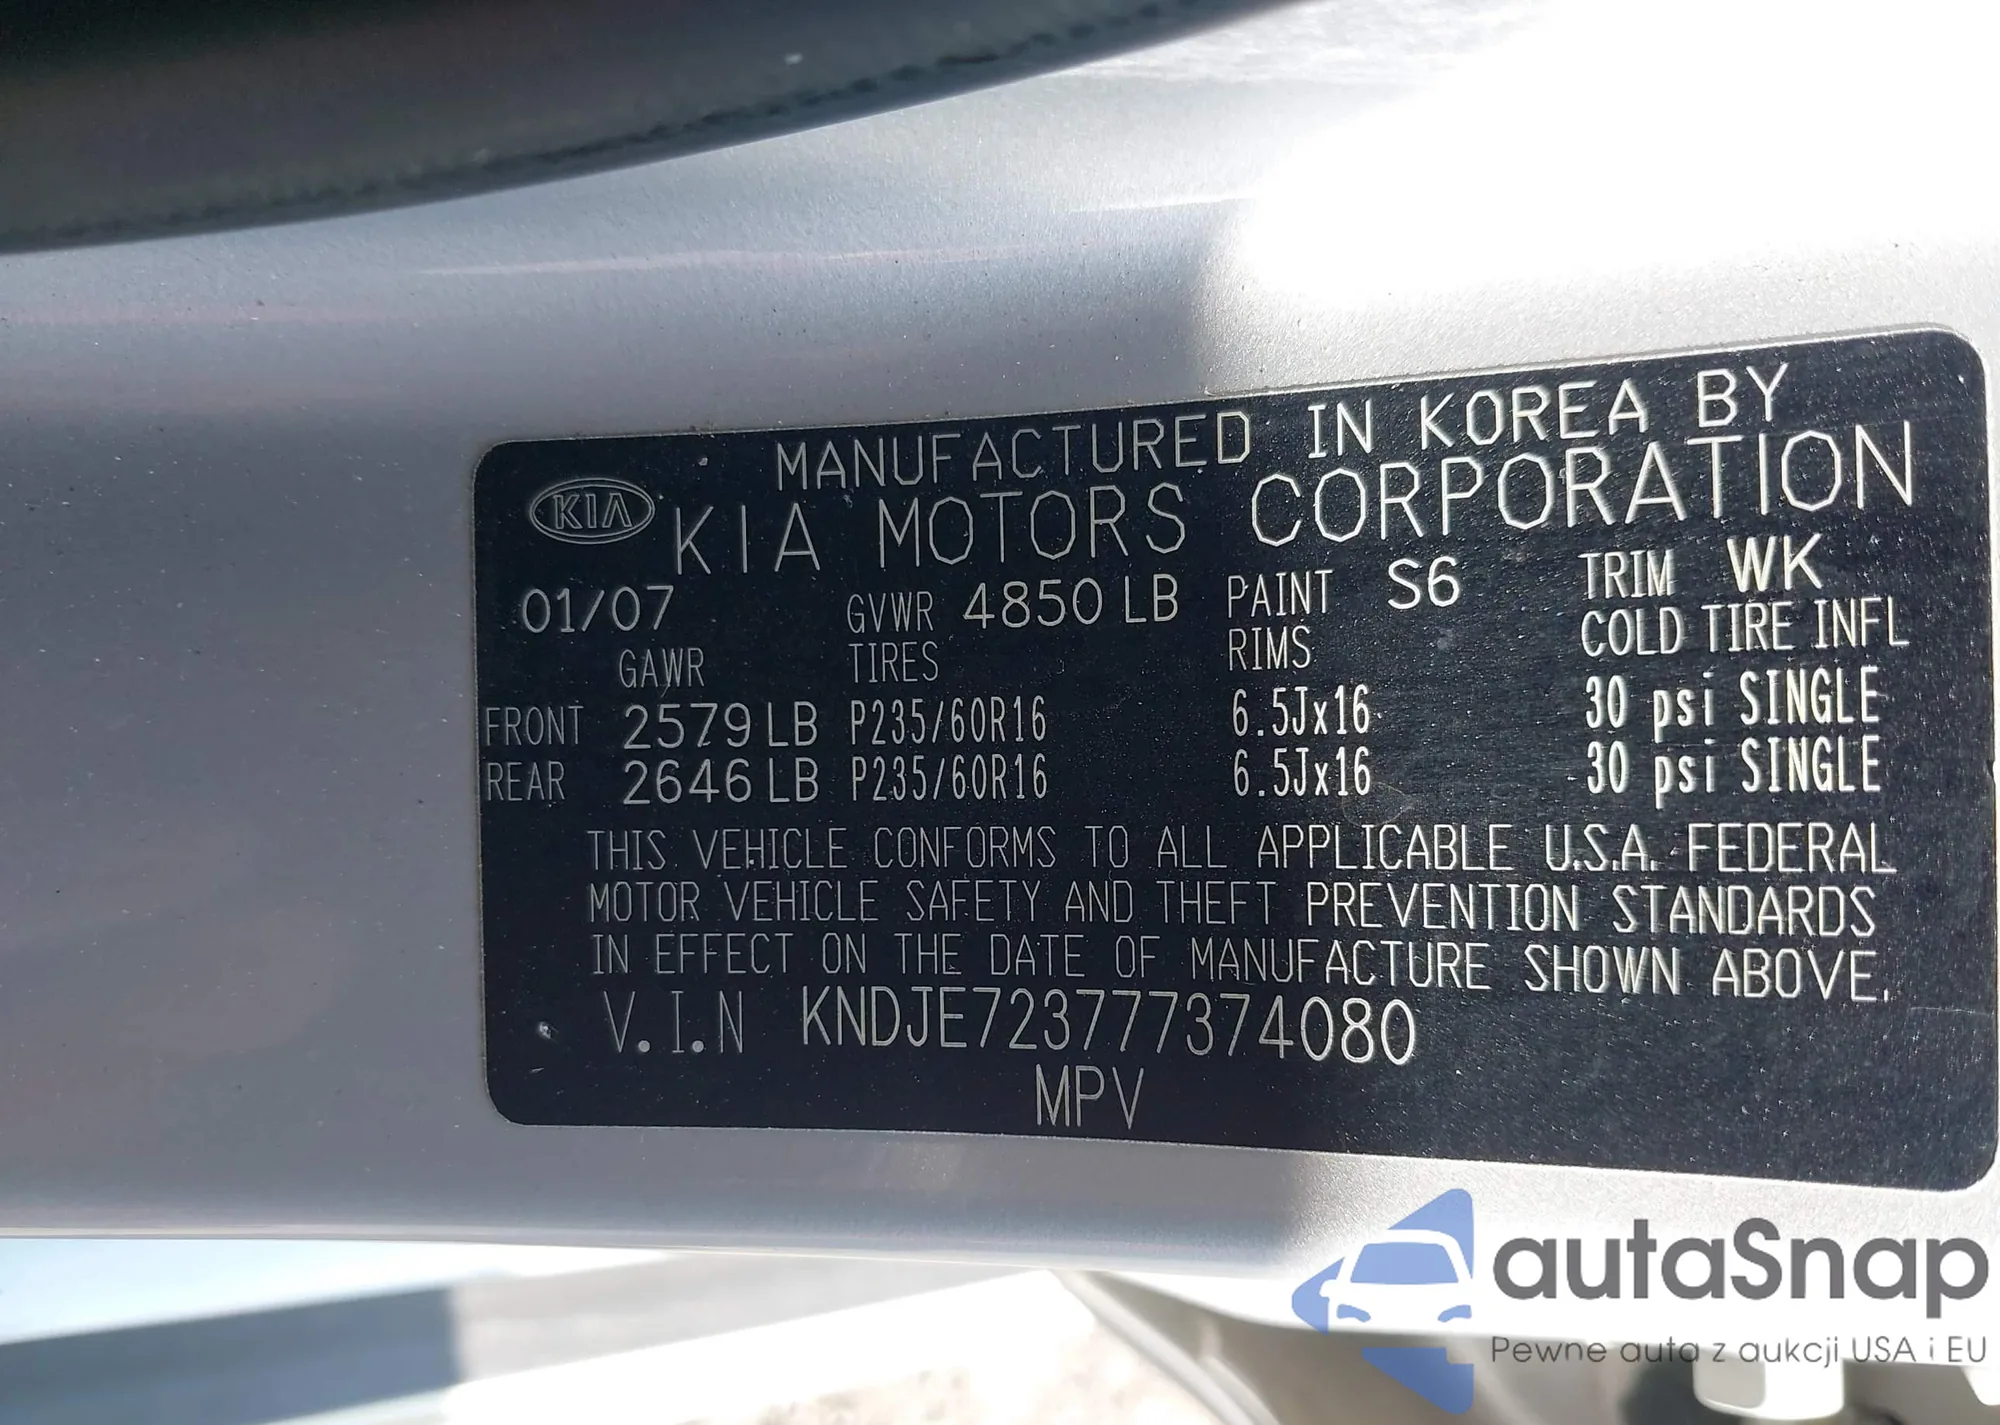 MANUFACTURED IN KOREA BY
KIA KIA MOTORS CORPORATION
01/07 GVWR 4850 LB PAINT S6 TRIM WK
GAWR TIRES RIMS COLD TIRE INFL
FRONT 2579 LB P235/60R16 6.5Jx16 30 psi SINGLE
REAR 2646 LB P235/60R16 6.5Jx16 30 psi SINGLE
THIS VEHICLE CONFORMS TO ALL APPLICABLE U.S.A. FEDERAL
MOTOR VEHICLE SAFETY AND THEFT PREVENTION STANDARDS
IN EFFECT ON THE DATE OF MANUFACTURE SHOWN ABOVE.
V.I.N KNDJE723777374080
MPV
autaSnap
Pewne auta z aukcji USA i EU